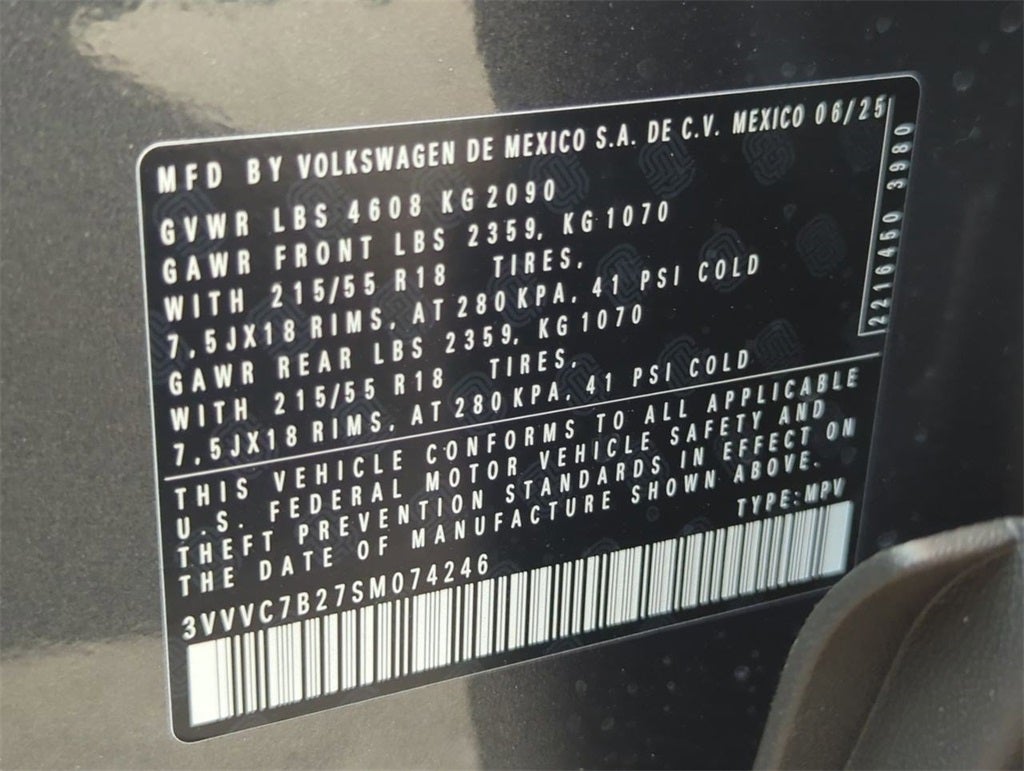 MFD BY VOLKSWAGEN DE MEXICO S.A. DE C.V. MEXICO 06/25
GVWR LBS 4608 KG 2090
GAWR FRONT LBS 2359, KG 1070
WITH 215/55 R18 TIRES,
7,5JX18 RIMS, AT 280 KPA, 41 PSI COLD
GAWR REAR LBS 2359, KG 1070
WITH 215/55 R18 TIRES,
7,5JX18 RIMS, AT 280 KPA, 41 PSI COLD
2216450 3980
THIS VEHICLE CONFORMS TO ALL APPLICABLE
U.S. FEDERAL MOTOR VEHICLE SAFETY AND
THEFT PREVENTION STANDARDS IN EFFECT ON
THE DATE OF MANUFACTURE SHOWN ABOVE.
TYPE:MPV
3VVVC7B27SM074246